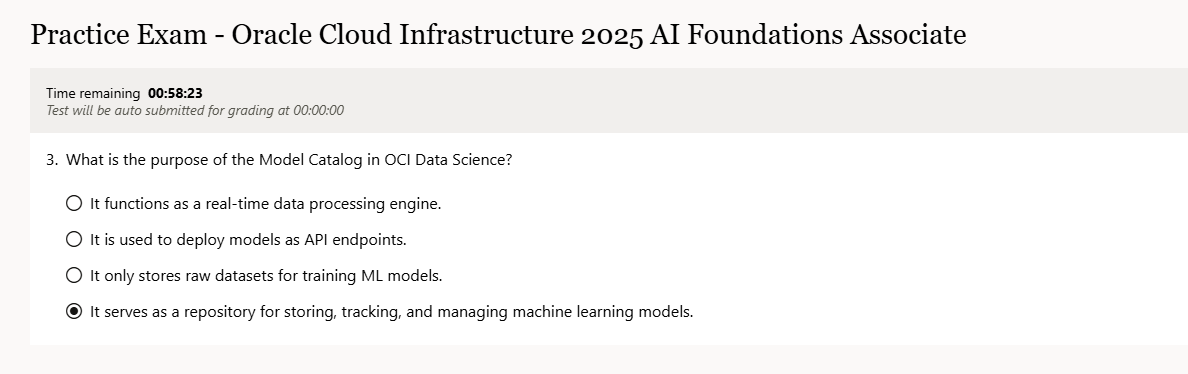 Practice Exam - Oracle Cloud Infrastructure 2025 AI Foundations Associate
Time remaining 00:58:23
Test will be auto submitted for grading at 00:00:00
3. What is the purpose of the Model Catalog in OCI Data Science?
It functions as a real-time data processing engine.
It is used to deploy models as API endpoints.
It only stores raw datasets for training ML models.
It serves as a repository for storing, tracking, and managing machine learning models.